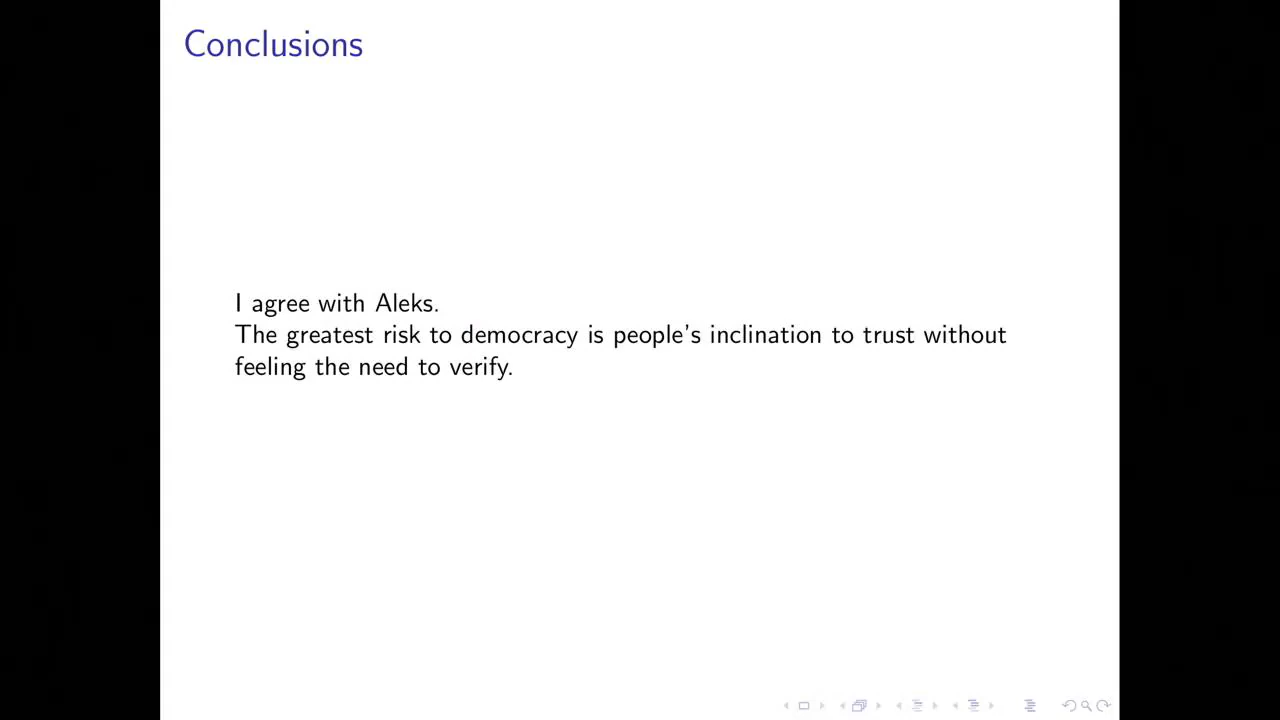 Conclusions
I agree with Aleks.
The greatest risk to democracy is people's inclination to trust without
feeling the need to verify.